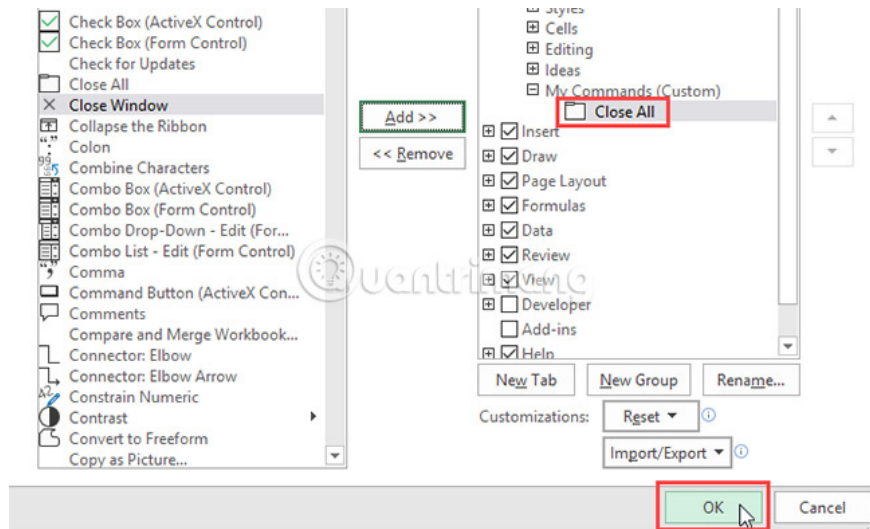 Check Box (ActiveX Control)
Check Box (Form Control)
Check for Updates
Close All
Close Window
Collapse the Ribbon
Colon
Combine Characters
Combo Box (ActiveX Control)
Combo Box (Form Control)
Combo Drop-Down - Edit (For...
Combo List - Edit (Form Control)
Comma
Command Button (ActiveX Con...
Comments
Compare and Merge Workbook...
Connector: Elbow
Connector: Elbow Arrow
Constrain Numeric
Contrast
Convert to Freeform
Copy as Picture...
Add >>
<< Remove
Styles
Cells
Editing
Ideas
My Commands (Custom)
Close All
Insert
Draw
Page Layout
Formulas
Data
Review
View
Developer
Add-ins
Help
New Tab
New Group
Rename...
Customizations:
Reset
Import/Export
OK
Cancel
Quantrimang